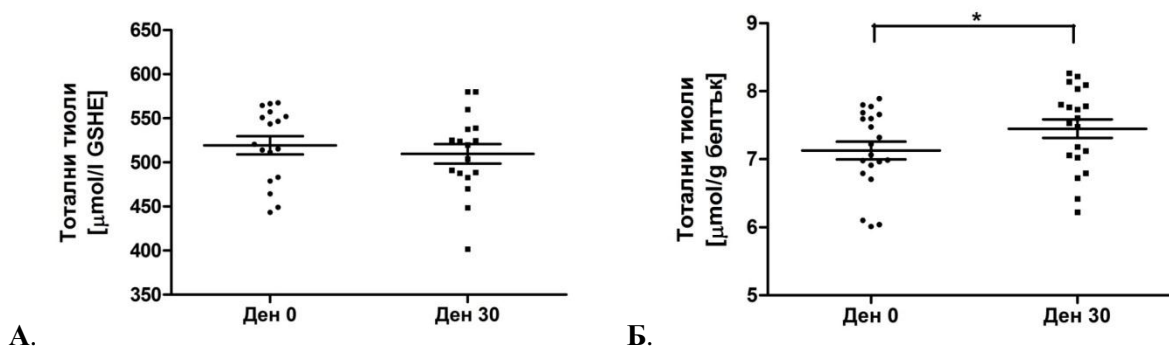 Тотални тиоли
[μmol/l GSHE]
650
600
550
500
450
400
350
Ден 0
Ден 30
А.
Тотални тиоли
[μmol/g белтък]
9
8
7
6
5
*
Ден 0
Ден 30
Б.